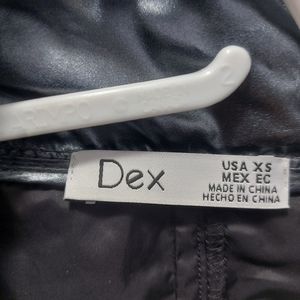 Dex
USA XS
MEX EC
MADE IN CHINA
HECHO EN CHINA